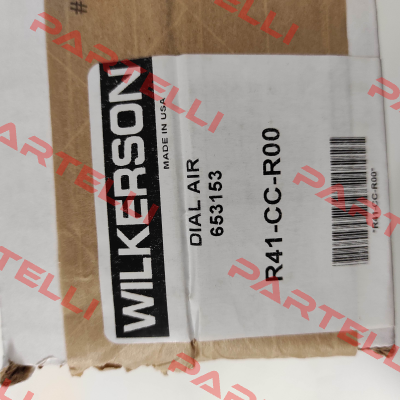 WILKERSON
MADE IN USA
DIAL AIR
653153
R41-CC-R00
*R41-CC-R00*
#
PARTELLI
PARTELLI
PARTELLI
PARTELLI
PARTELLI